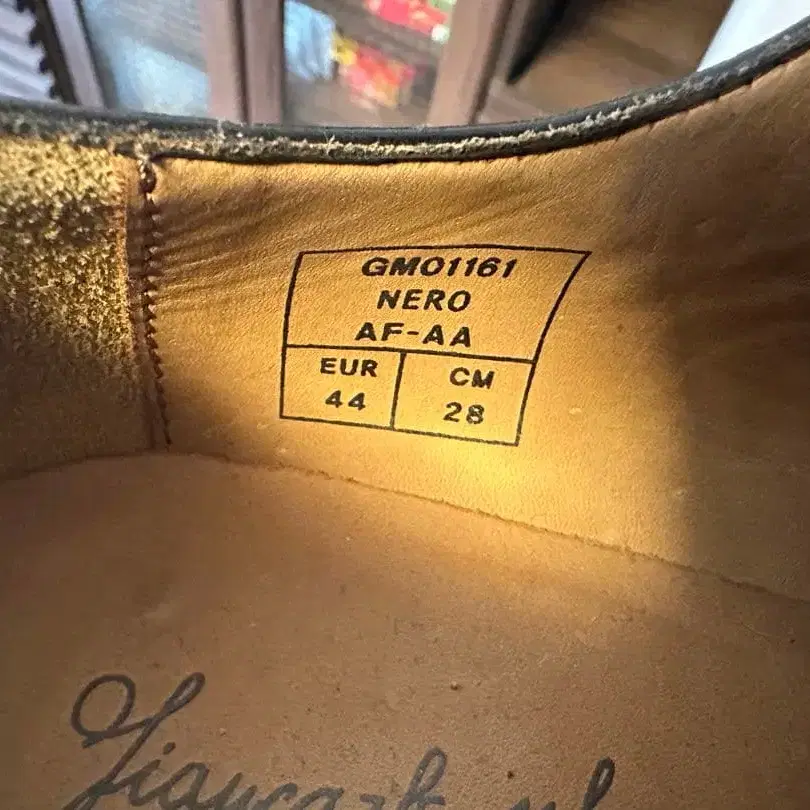 GM01161
NERO
AF-AA
EUR CM
44 28